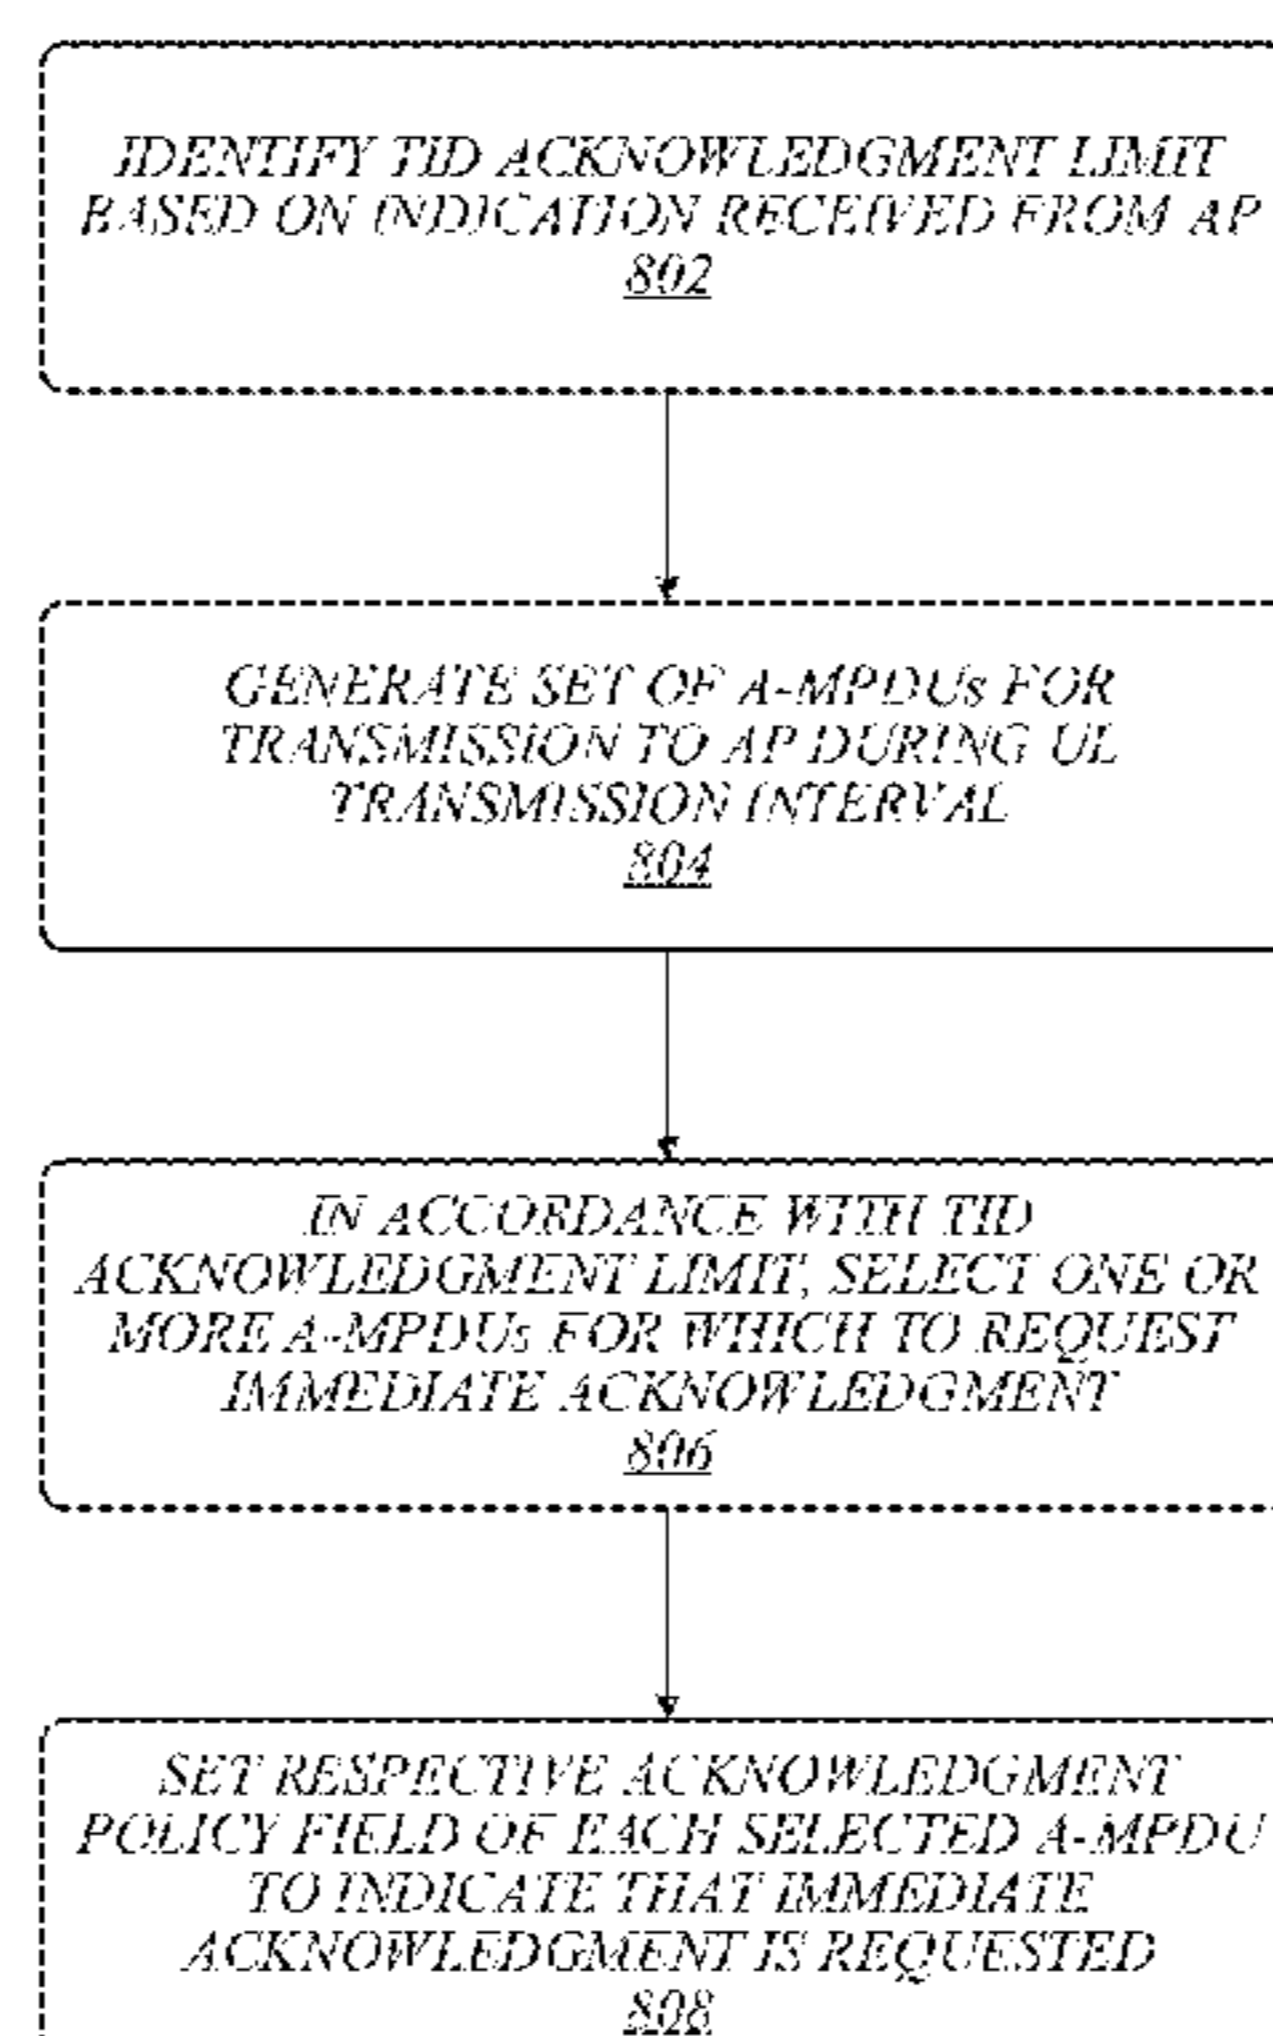 IDENTIFY TID ACKNOWLEDGMENT LIMIT
BASED ON INDICATION RECEIVED FROM AP
802
GENERATE SET OF A-MPDUs FOR
TRANSMISSION TO AP DURING UL
TRANSMISSION INTERVAL
804
IN ACCORDANCE WITH TID
ACKNOWLEDGMENT LIMIT, SELECT ONE OR
MORE A-MPDUs FOR WHICH TO REQUEST
IMMEDIATE ACKNOWLEDGMENT
806
SET RESPECTIVE ACKNOWLEDGMENT
POLICY FIELD OF EACH SELECTED A-MPDU
TO INDICATE THAT IMMEDIATE
ACKNOWLEDGMENT IS REQUESTED
808